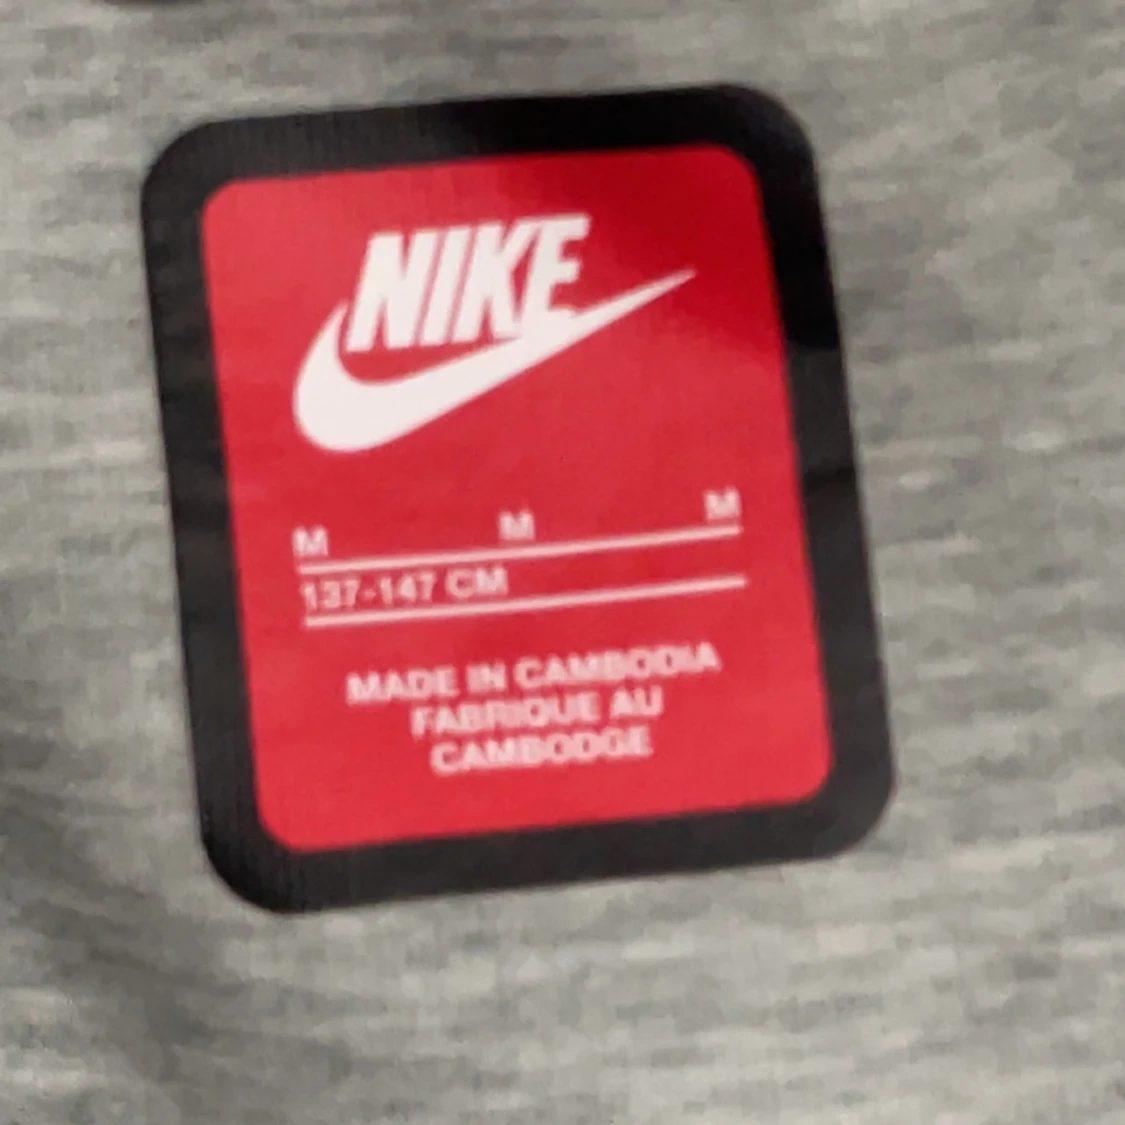 NIKE
M M M
137-147 CM
MADE IN CAMBODIA
FABRIQUE AU
CAMBODGE